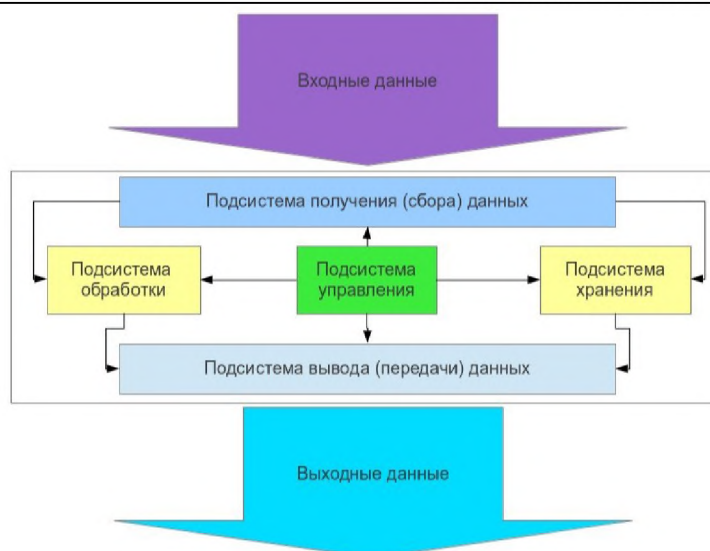 Входные данные
Подсистема получения (сбора) данных
Подсистема
обработки
Подсистема
управления
Подсистема
хранения
Подсистема вывода (передачи) данных
Выходные данные